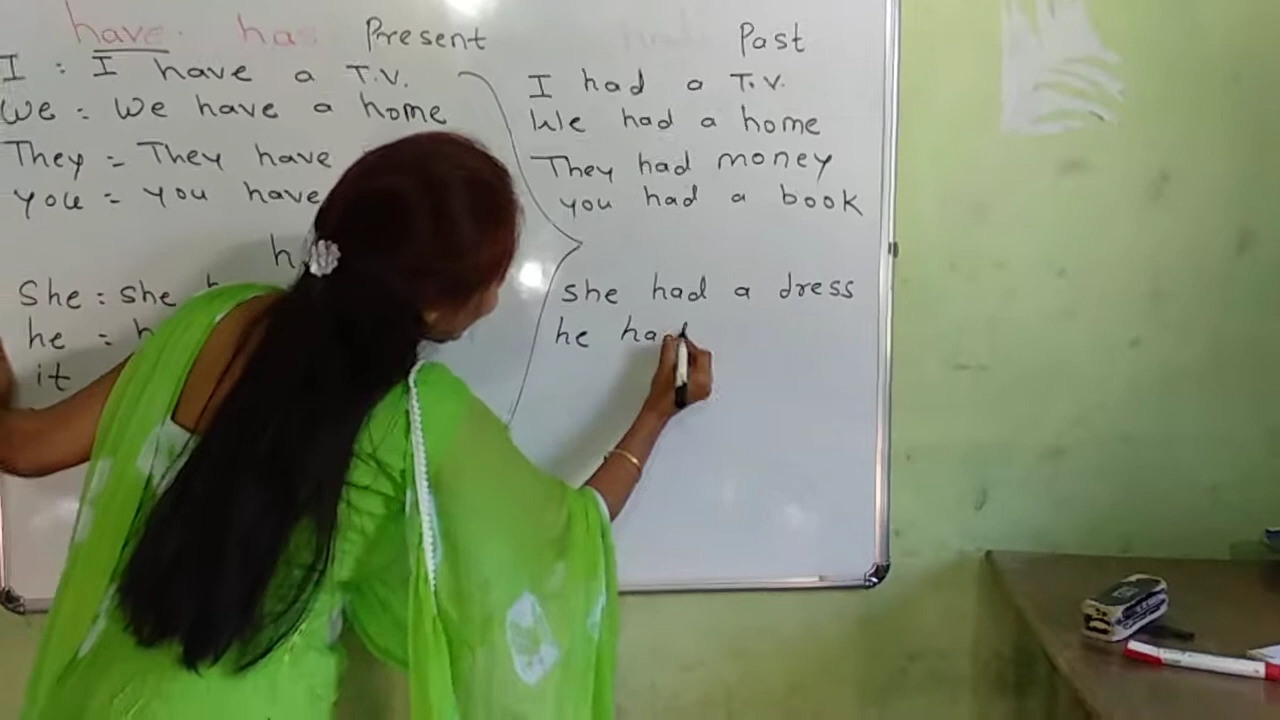 have. has Present Past
I : I have a T.V. I had a T.V.
We = We have a home We had a home
They = They have They had money
you = you have you had a book
She : she she had a dress
he = he had
it